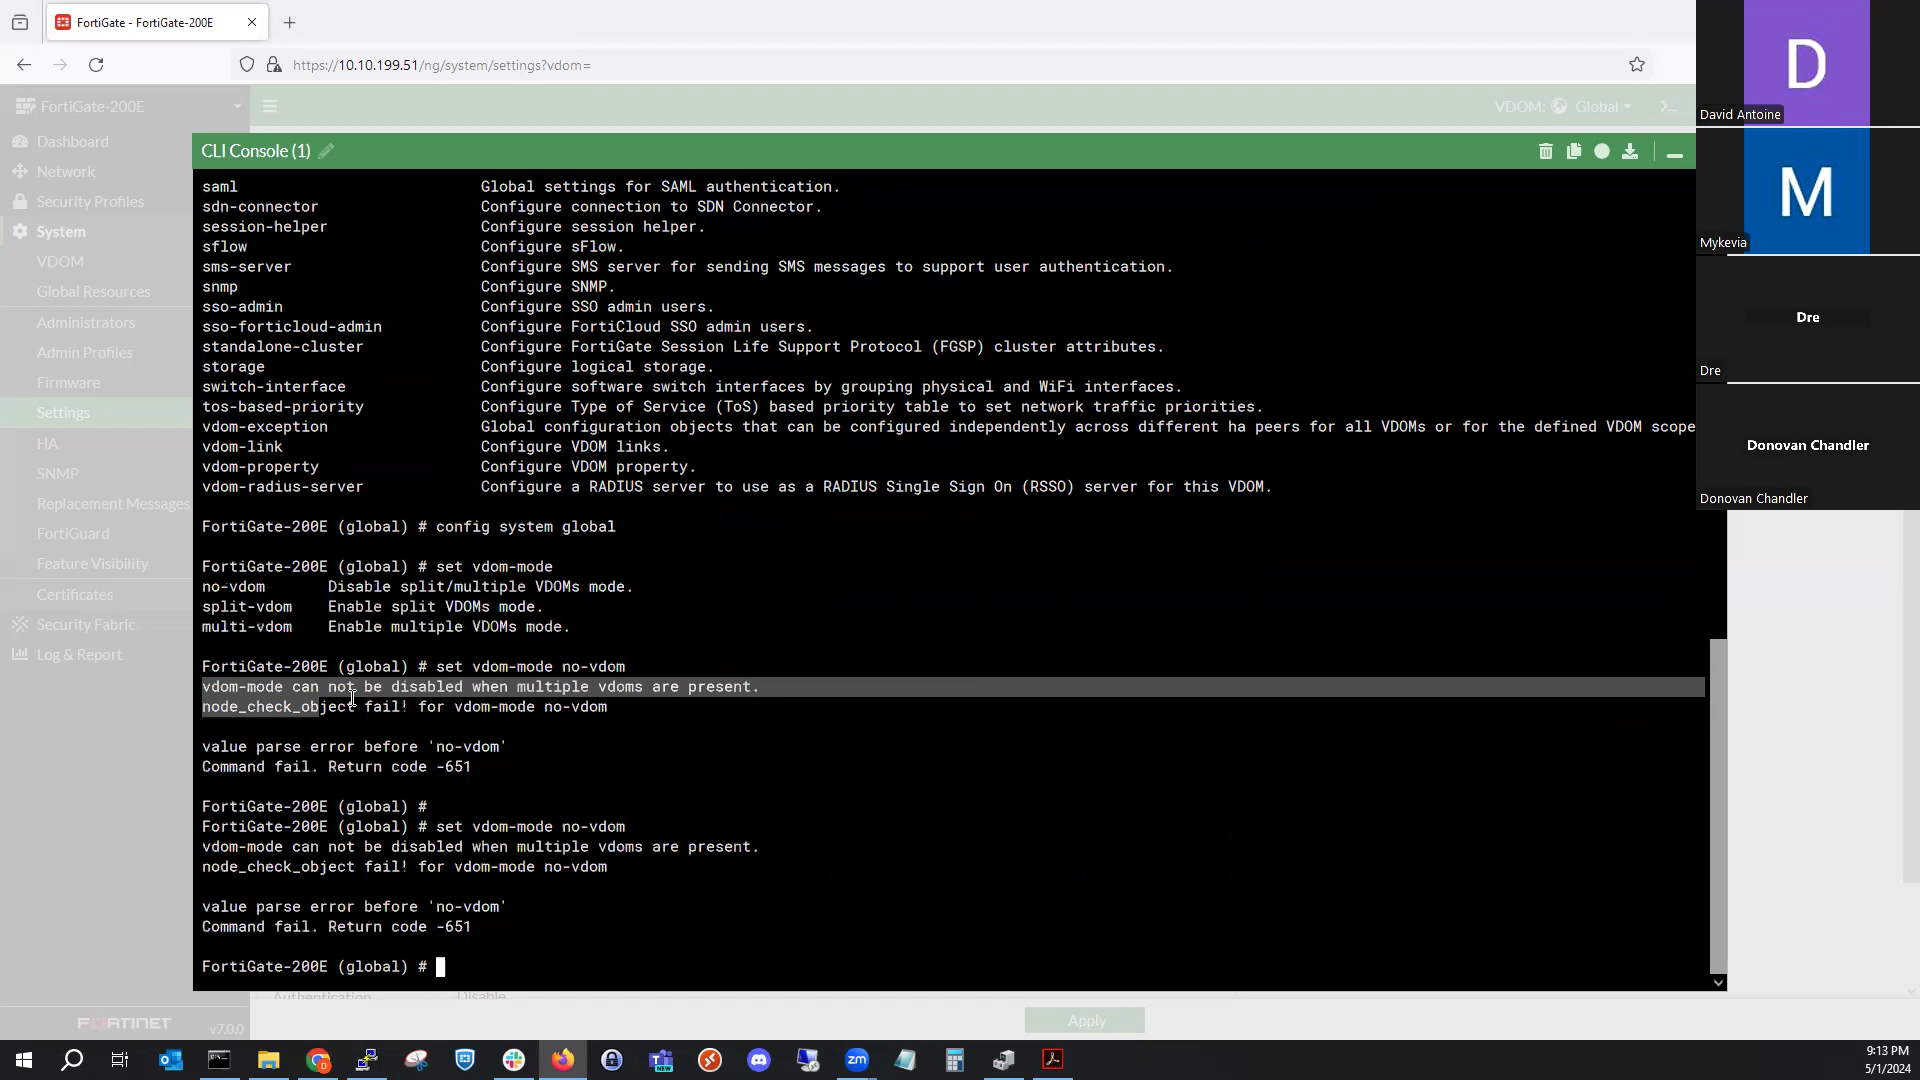 FortiGate - FortiGate-200E
https://10.10.199.51/ng/system/settings?vdom=
FortiGate-200E
VDOM: Global
Dashboard
Network
Security Profiles
System
VDOM
Global Resources
Administrators
Admin Profiles
Firmware
Settings
HA
SNMP
Replacement Messages
FortiGuard
Feature Visibility
Certificates
Security Fabric
Log & Report
FORTINET
v7.0.0
CLI Console (1)
saml Global settings for SAML authentication.
sdn-connector Configure connection to SDN Connector.
session-helper Configure session helper.
sflow Configure sFlow.
sms-server Configure SMS server for sending SMS messages to support user authentication.
snmp Configure SNMP.
sso-admin Configure SSO admin users.
sso-forticloud-admin Configure FortiCloud SSO admin users.
standalone-cluster Configure FortiGate Session Life Support Protocol (FGSP) cluster attributes.
storage Configure logical storage.
switch-interface Configure software switch interfaces by grouping physical and WiFi interfaces.
tos-based-priority Configure Type of Service (ToS) based priority table to set network traffic priorities.
vdom-exception Global configuration objects that can be configured independently across different ha peers for all VDOMs or for the defined VDOM scope
vdom-link Configure VDOM links.
vdom-property Configure VDOM property.
vdom-radius-server Configure a RADIUS server to use as a RADIUS Single Sign On (RSSO) server for this VDOM.
FortiGate-200E (global) # config system global
FortiGate-200E (global) # set vdom-mode
no-vdom Disable split/multiple VDOMs mode.
split-vdom Enable split VDOMs mode.
multi-vdom Enable multiple VDOMs mode.
FortiGate-200E (global) # set vdom-mode no-vdom
vdom-mode can not be disabled when multiple vdoms are present.
node_check_object fail! for vdom-mode no-vdom
value parse error before 'no-vdom'
Command fail. Return code -651
FortiGate-200E (global) #
FortiGate-200E (global) # set vdom-mode no-vdom
vdom-mode can not be disabled when multiple vdoms are present.
node_check_object fail! for vdom-mode no-vdom
value parse error before 'no-vdom'
Command fail. Return code -651
FortiGate-200E (global) #
Authentication Disable
Apply
D
David Antoine
M
Mykevia
Dre
Dre
Donovan Chandler
Donovan Chandler
NEW
zm
9:13 PM
5/1/2024